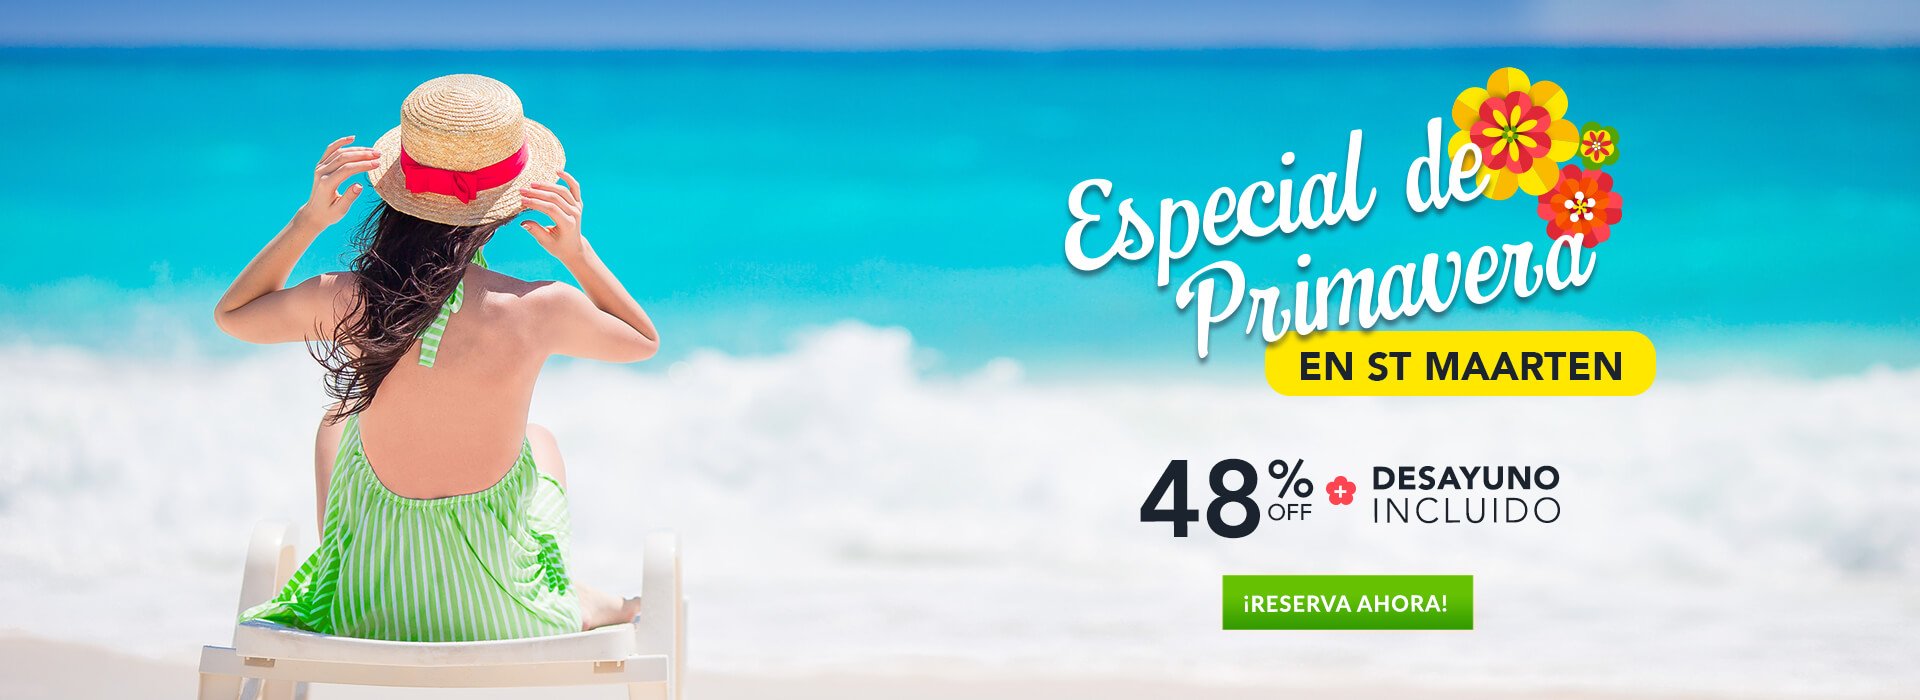 Especial de
Primavera
EN ST MAARTEN
48% OFF + DESAYUNO
INCLUIDO
¡RESERVA AHORA!